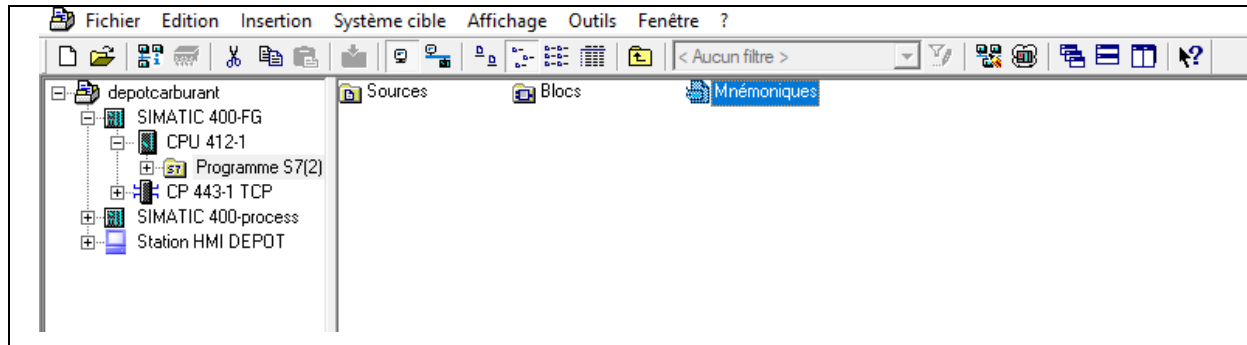 Fichier Edition Insertion Système cible Affichage Outils Fenêtre ?
< Aucun filtre >
depotcarburant
SIMATIC 400-FG
CPU 412-1
S7 Programme S7(2)
CP 443-1 TCP
SIMATIC 400-process
Station HMI DEPOT
Sources Blocs Mnémoniques